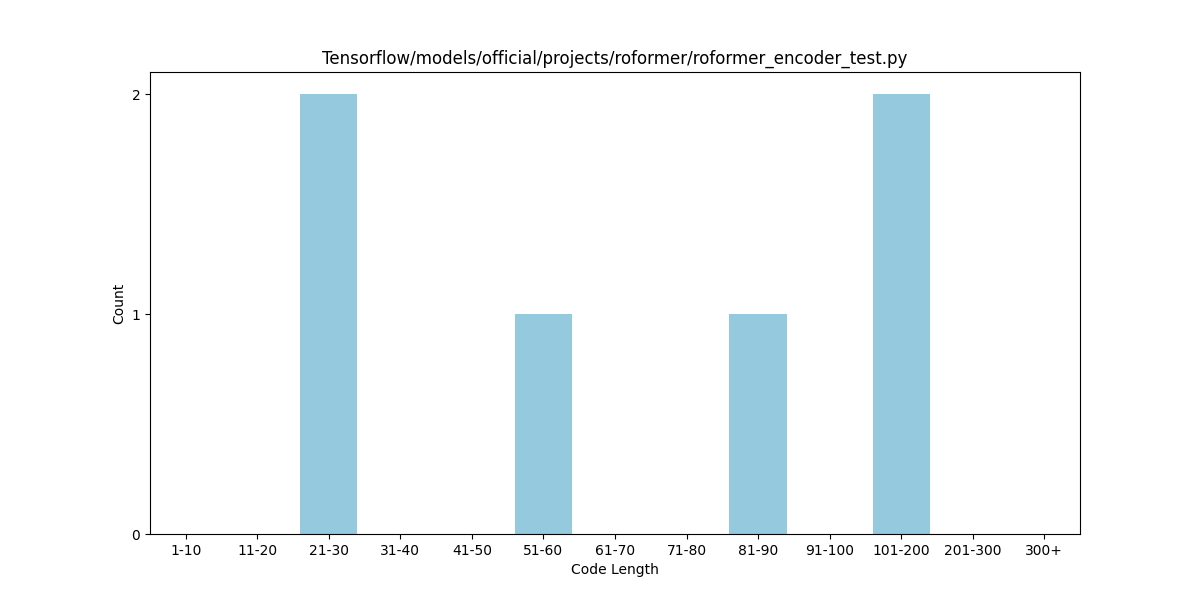 Tensorflow/models/official/projects/roformer/roformer_encoder_test.py
2
1
0
Count
1-10 11-20 21-30 31-40 41-50 51-60 61-70 71-80 81-90 91-100 101-200 201-300 300+
Code Length